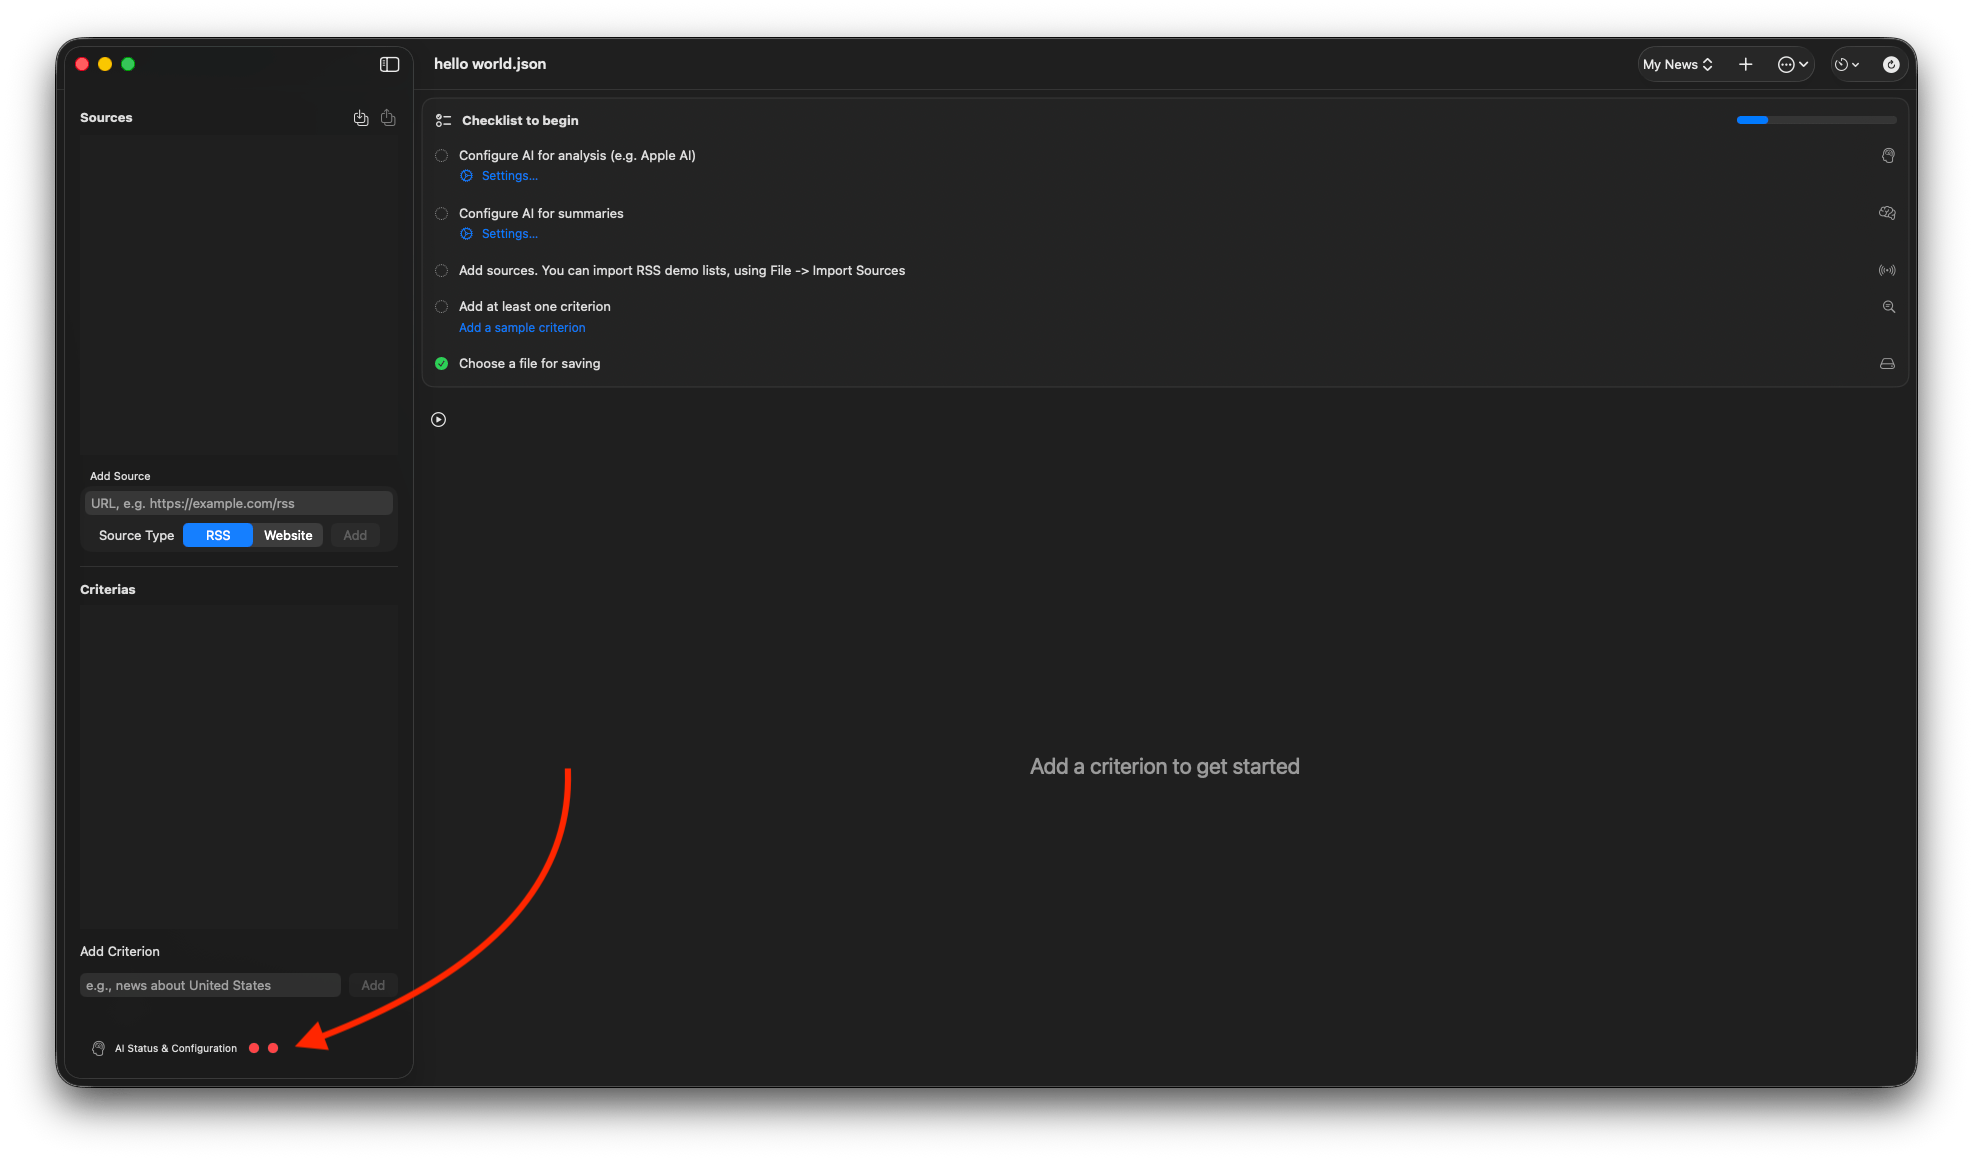 hello world.json
My News
Sources
Add Source
URL, e.g. https://example.com/rss
Source Type RSS Website Add
Criterias
Add Criterion
e.g., news about United States Add
AI Status & Configuration
Checklist to begin
Configure AI for analysis (e.g. Apple AI)
Settings...
Configure AI for summaries
Settings...
Add sources. You can import RSS demo lists, using File -> Import Sources
Add at least one criterion
Add a sample criterion
Choose a file for saving
Add a criterion to get started